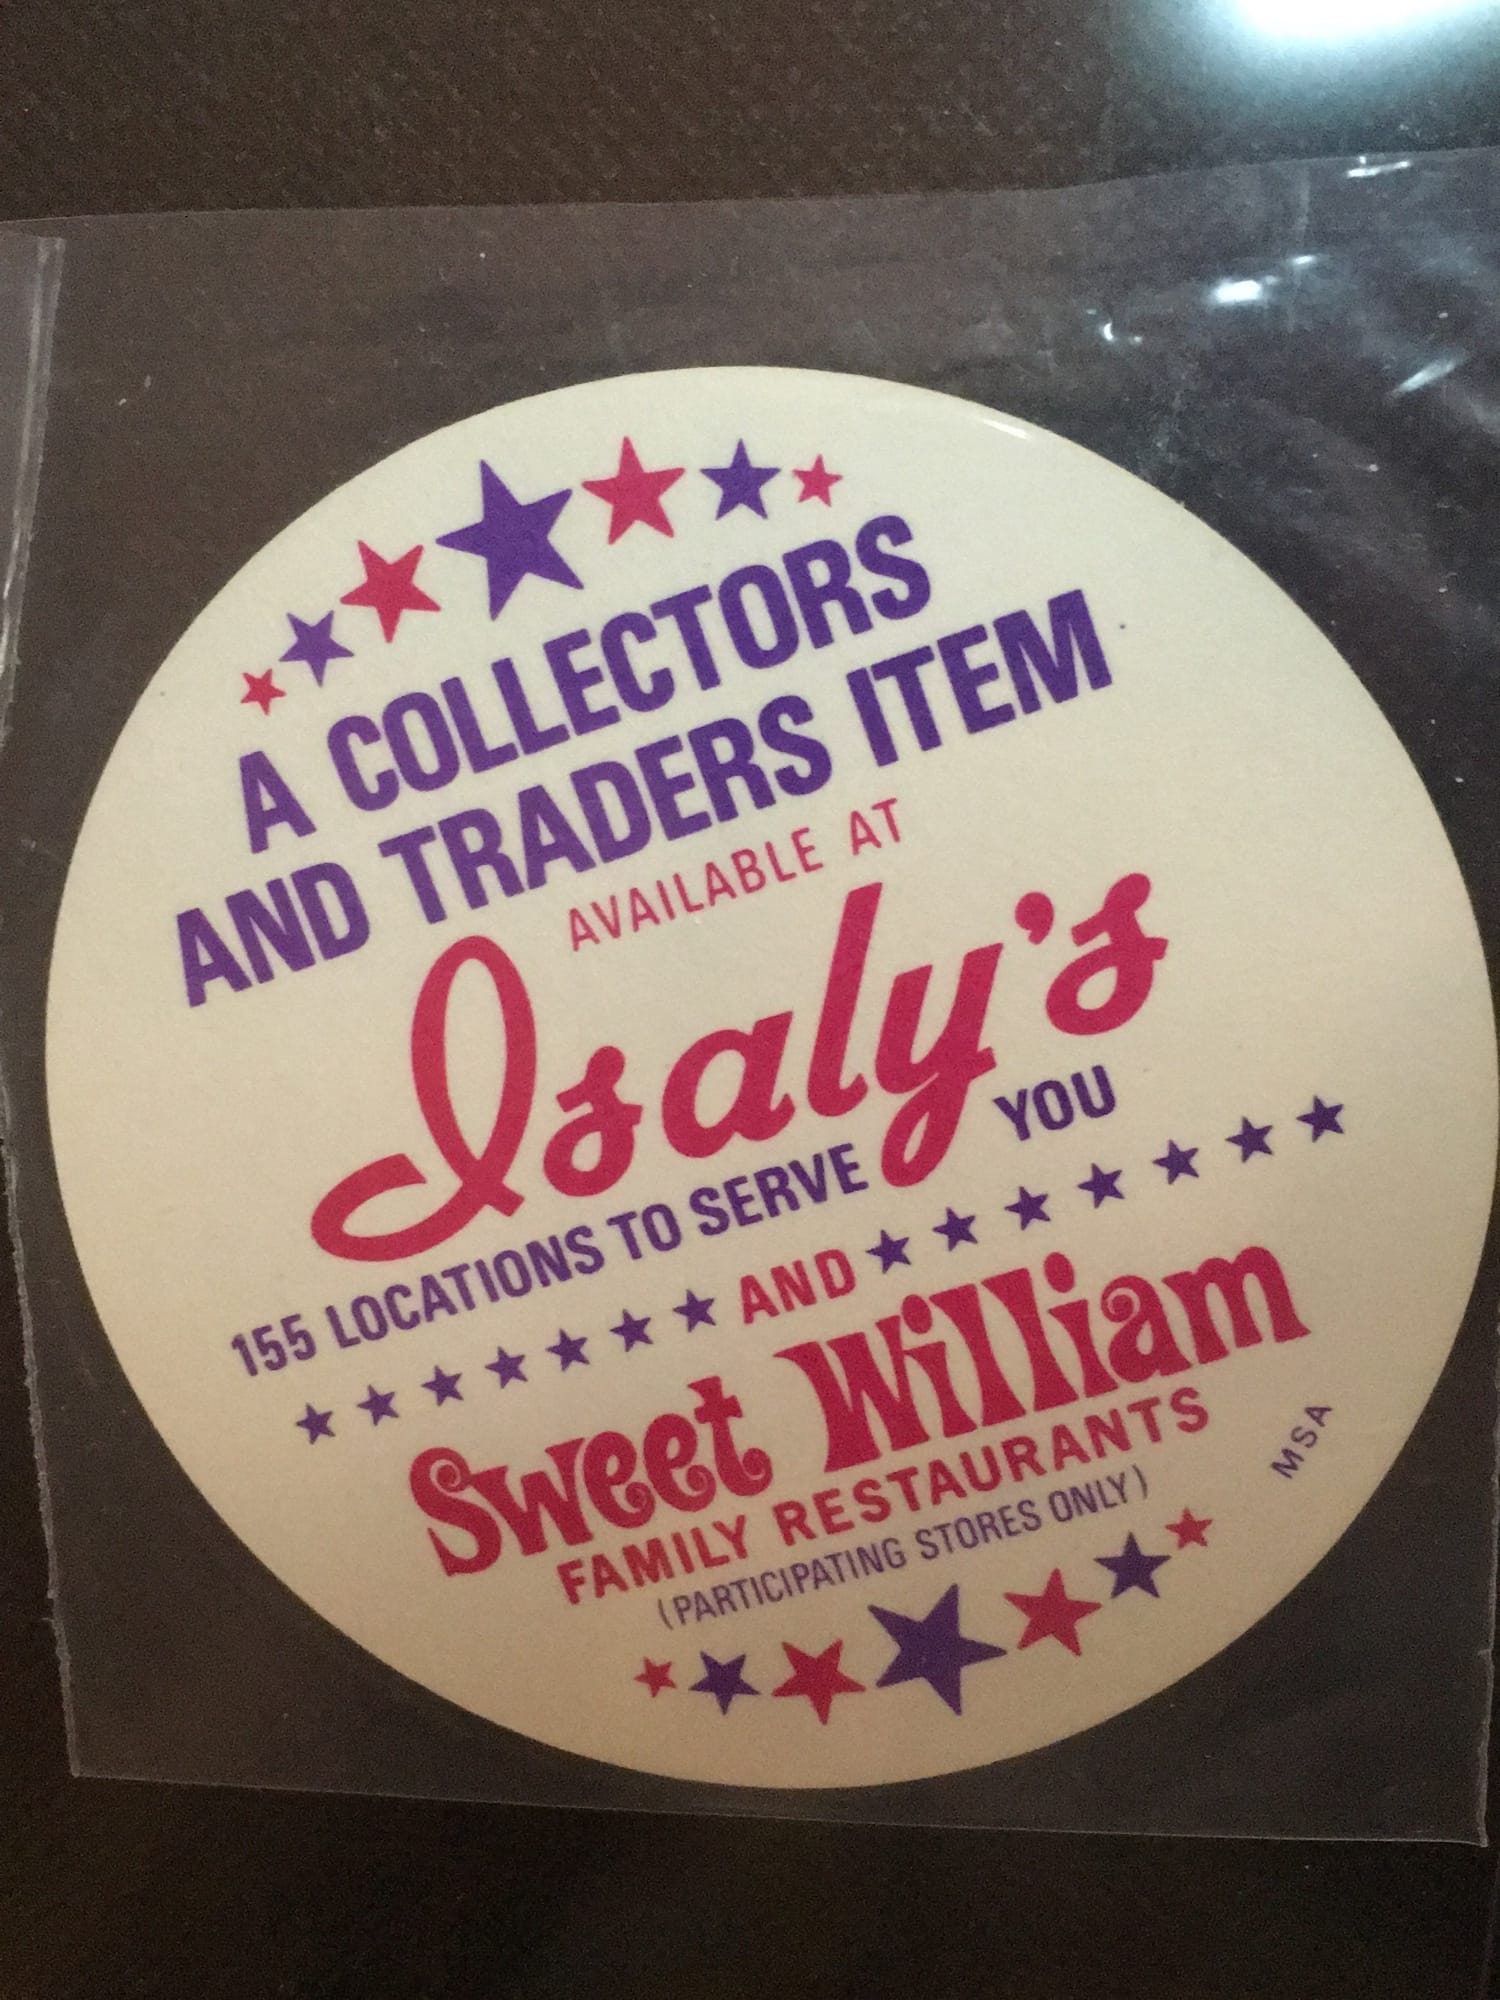 A COLLECTORS
AND TRADERS ITEM
AVAILABLE AT
Isaly's
155 LOCATIONS TO SERVE YOU
AND
Sweet William
FAMILY RESTAURANTS
(PARTICIPATING STORES ONLY)
MSA